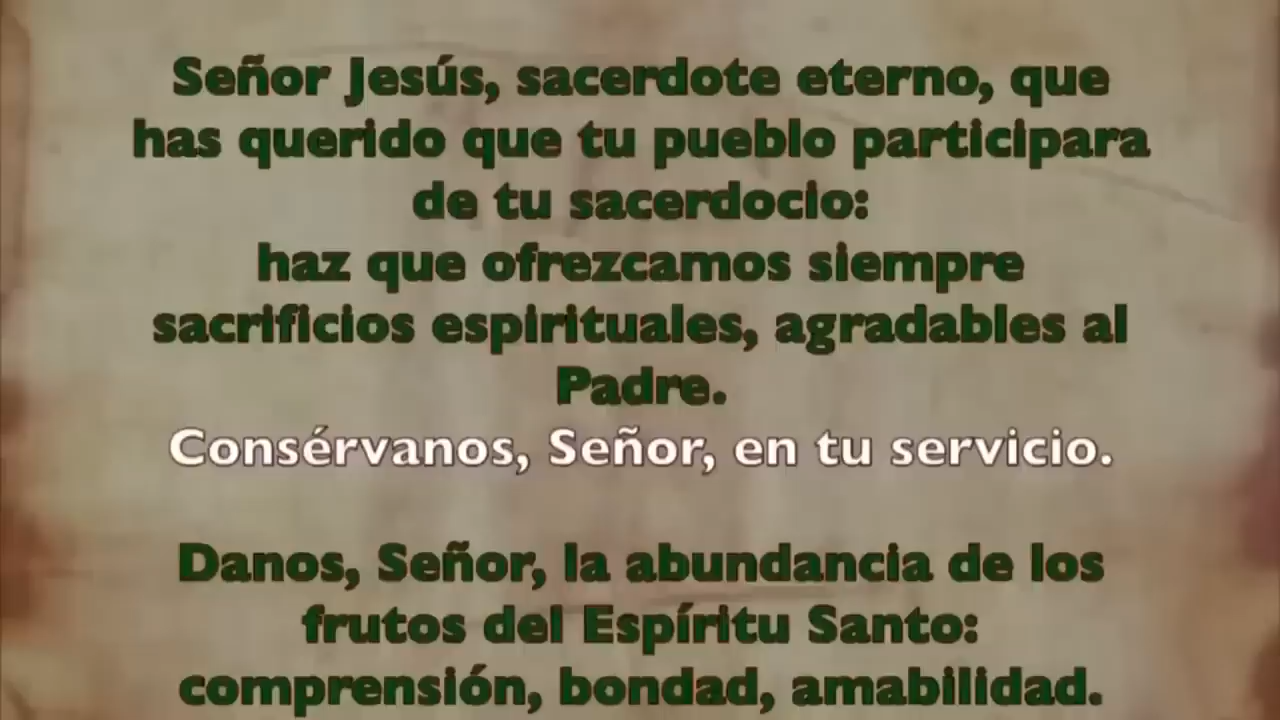 Señor Jesús, sacerdote eterno, que
has querido que tu pueblo participara
de tu sacerdocio:
haz que ofrezcamos siempre
sacrificios espirituales, agradables al
Padre.
Consérvanos, Señor, en tu servicio.
Danos, Señor, la abundancia de los
frutos del Espíritu Santo:
comprensión, bondad, amabilidad.